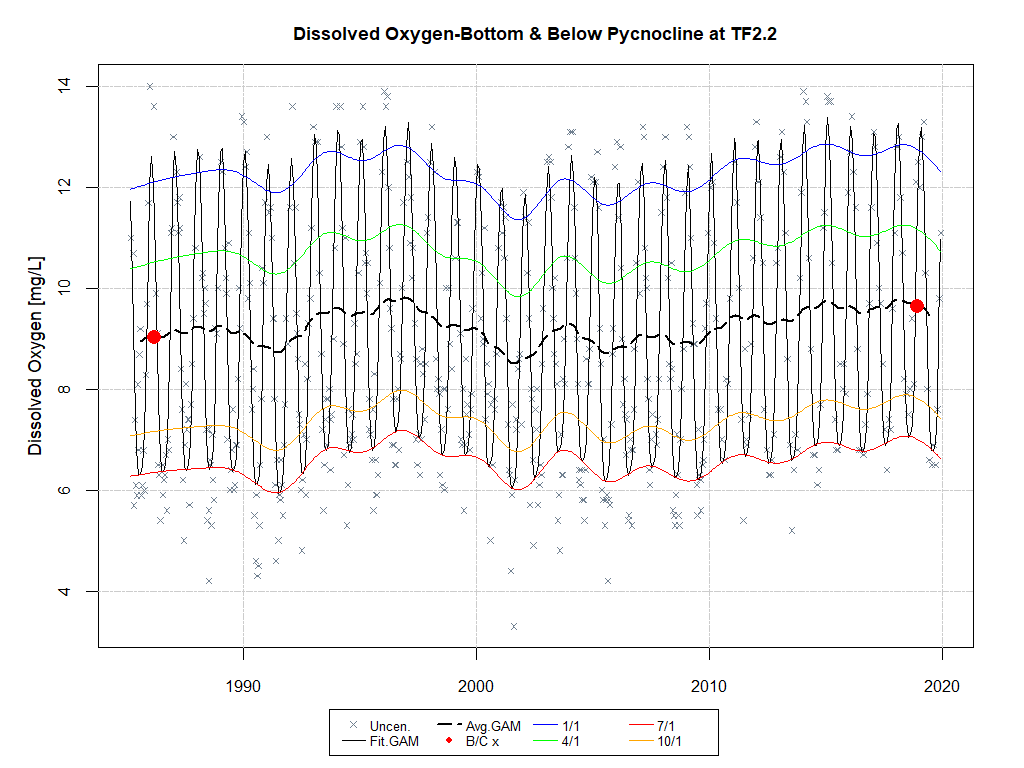 Dissolved Oxygen-Bottom & Below Pycnocline at TF2.2
Dissolved Oxygen [mg/L]
14
12
10
8
6
4
1990 2000 2010 2020
Uncen. Avg.GAM 1/1 7/1
Fit.GAM B/C x 4/1 10/1